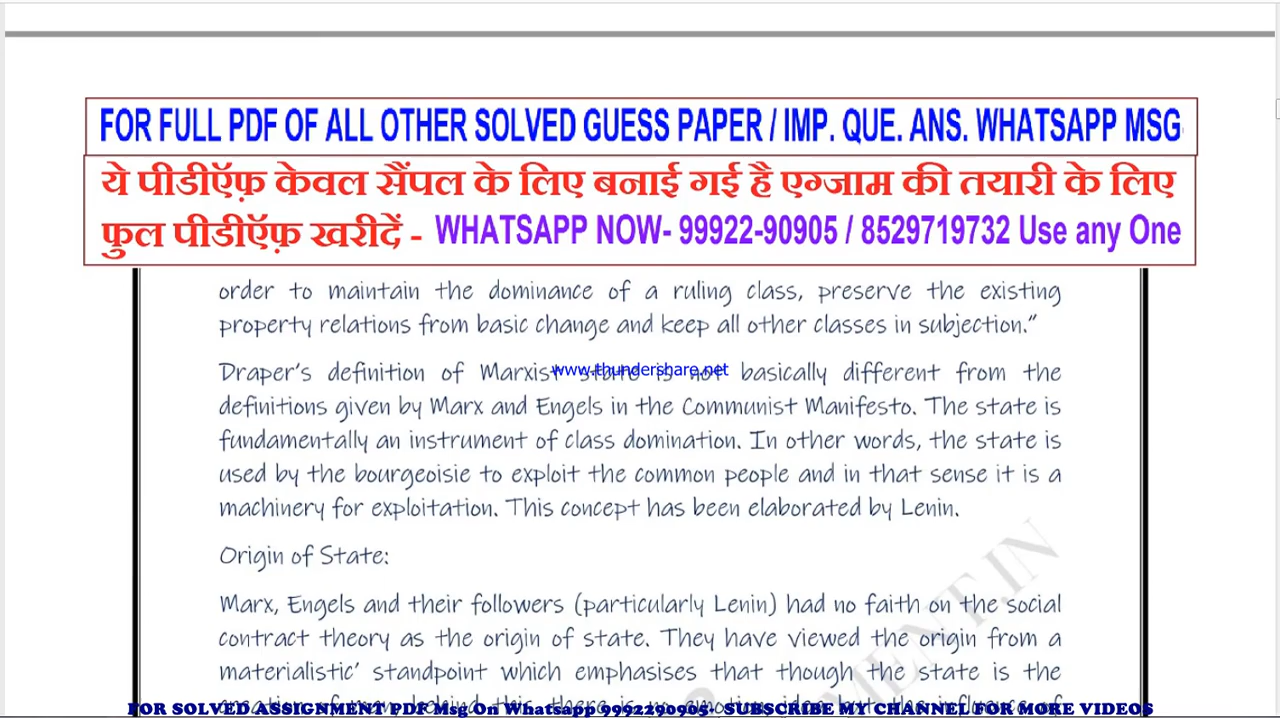 FOR FULL PDF OF ALL OTHER SOLVED GUESS PAPER / IMP. QUE. ANS. WHATSAPP MSG
ये पीडीऍफ़ केवल सैंपल के लिए बनाई गई है एग्जाम की तयारी के लिए
फुल पीडीऍफ़ खरीदें - WHATSAPP NOW- 99922-90905 / 8529719732 Use any One
order to maintain the dominance of a ruling class, preserve the existing
property relations from basic change and keep all other classes in subjection.”
Draper’s definition of Marxist state is not basically different from the
www.thundershare.net
definitions given by Marx and Engels in the Communist Manifesto. The state is
fundamentally an instrument of class domination. In other words, the state is
used by the bourgeoisie to exploit the common people and in that sense it is a
machinery for exploitation. This concept has been elaborated by Lenin.
Origin of State:
Marx, Engels and their followers (particularly Lenin) had no faith on the social
contract theory as the origin of state. They have viewed the origin from a
materialistic’ standpoint which emphasises that though the state is the
FOR SOLVED ASSIGNMENT PDF Msg On Whatsapp 9992290905- SUBSCRIBE MY CHANNEL FOR MORE VIDEOS